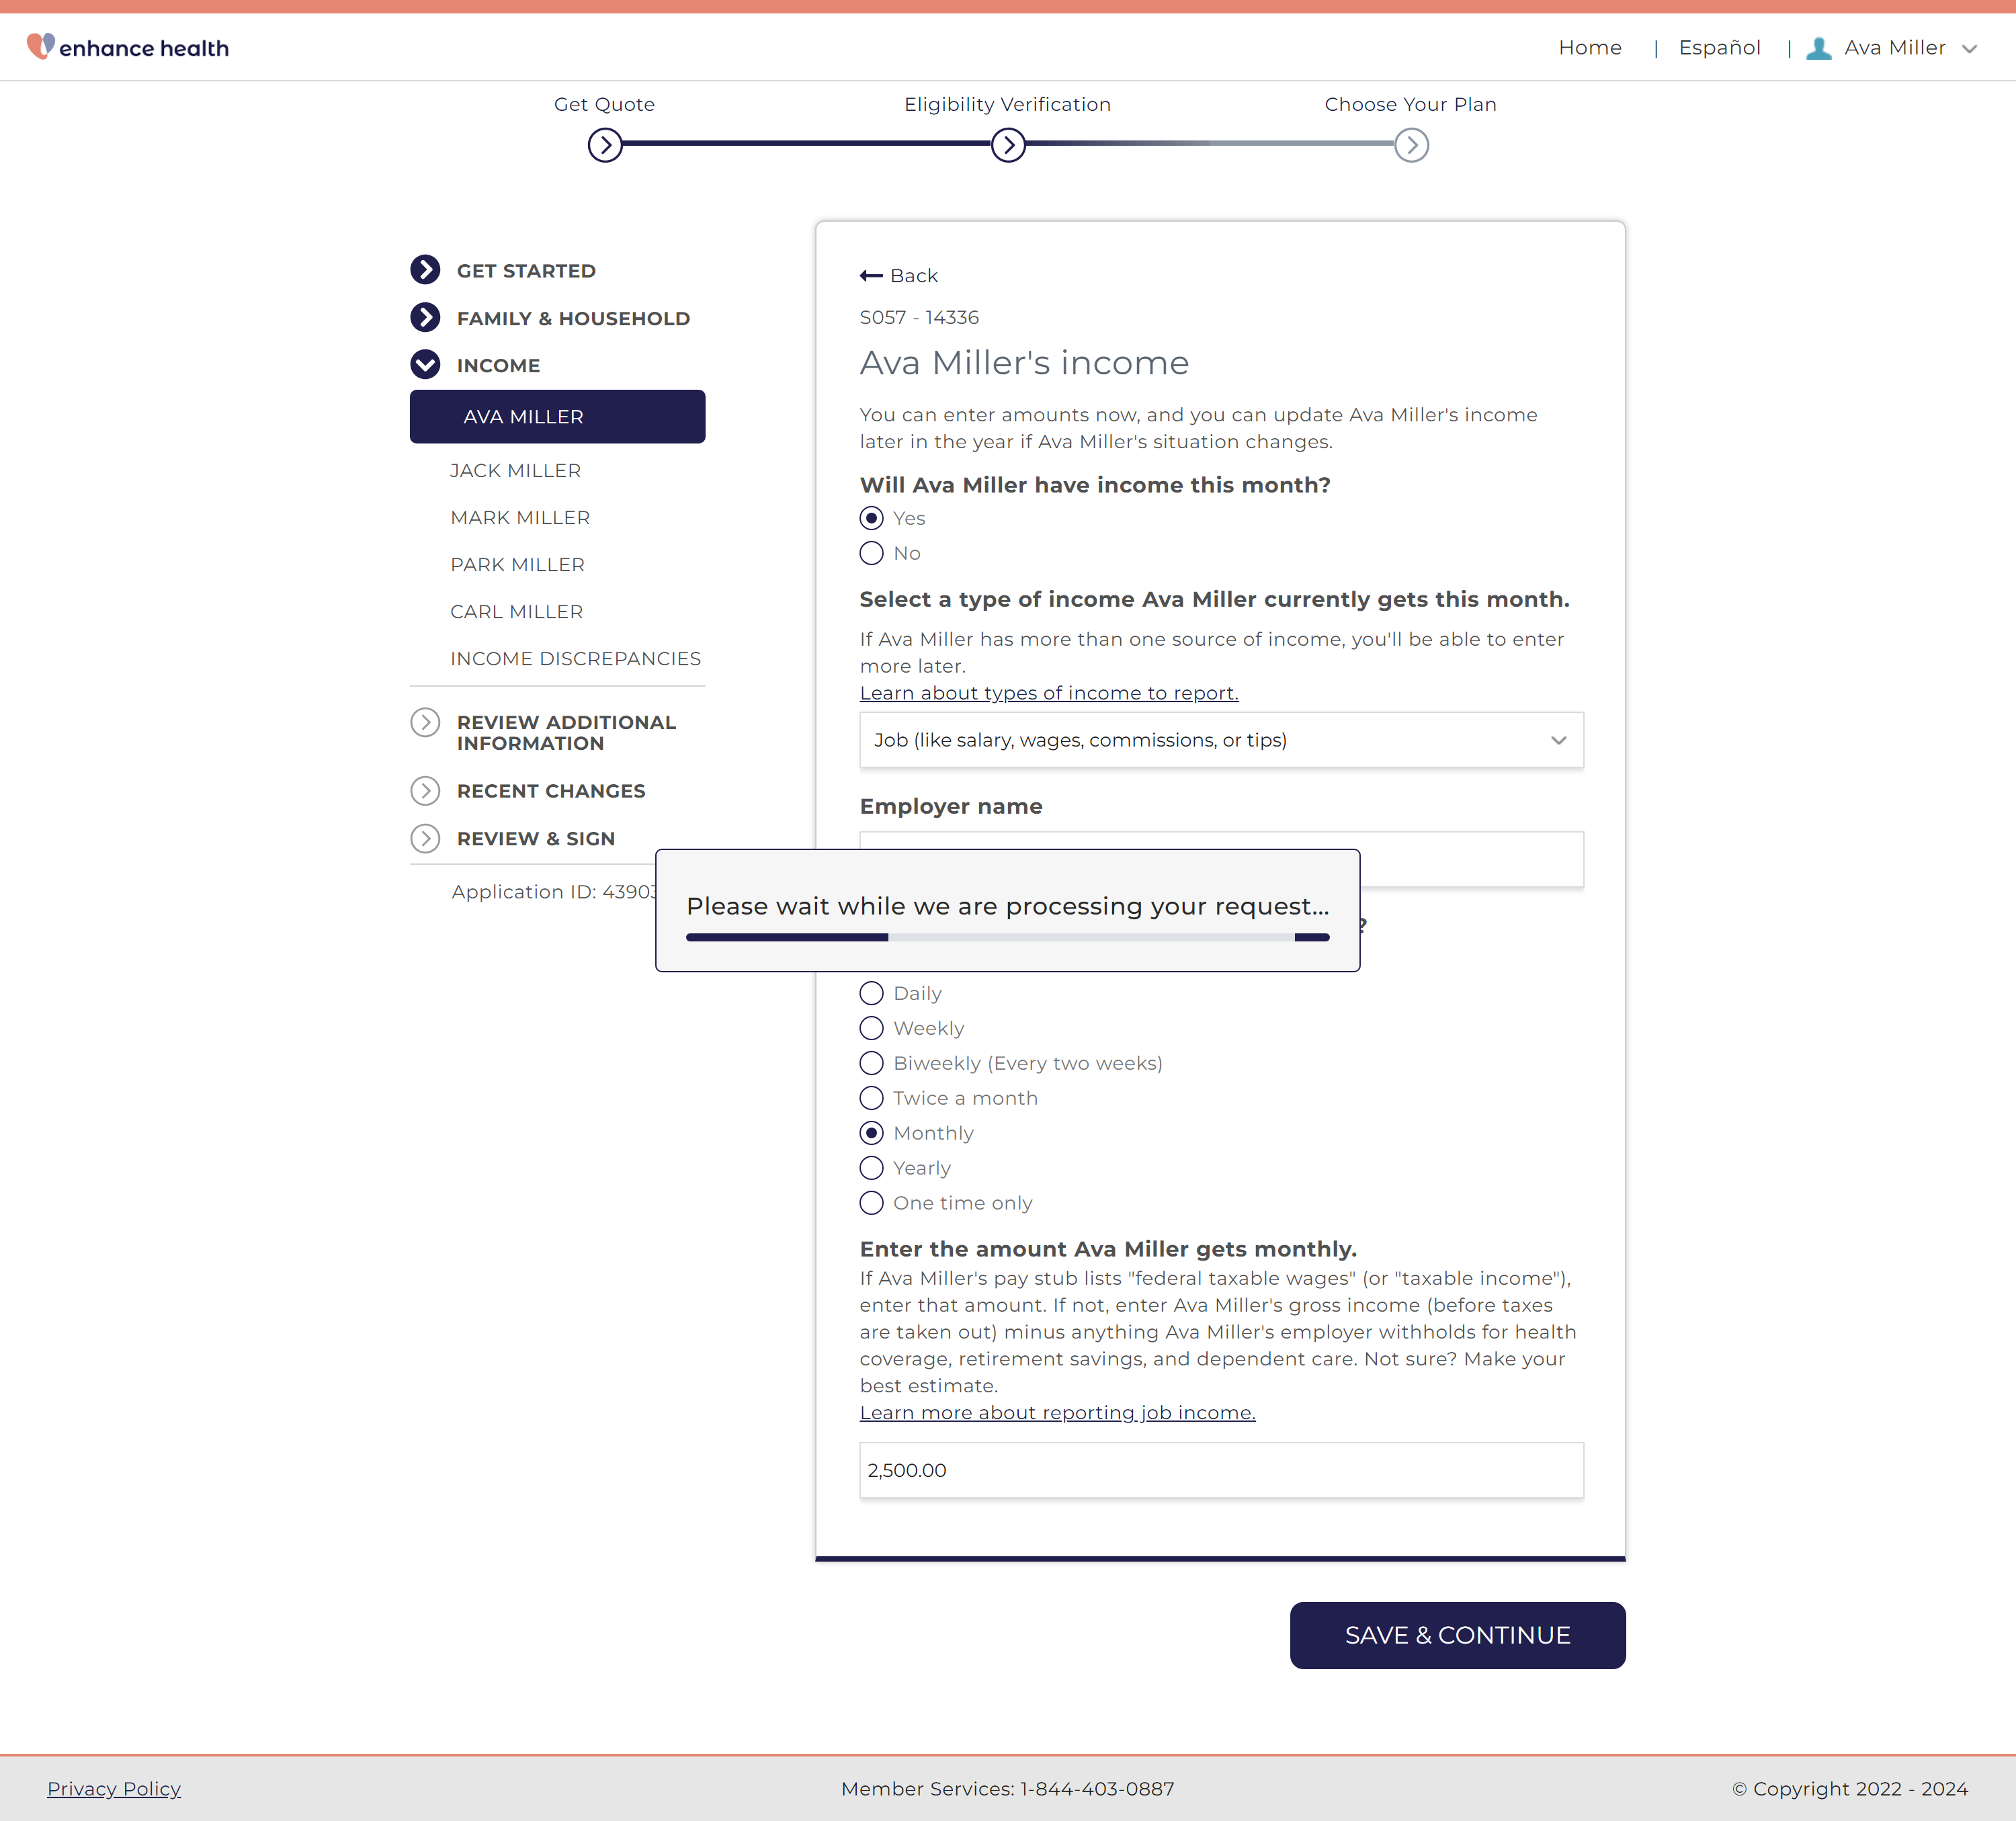 enhance health
Home | Español | Ava Miller
Get Quote
Eligibility Verification
Choose Your Plan
GET STARTED
FAMILY & HOUSEHOLD
INCOME
AVA MILLER
JACK MILLER
MARK MILLER
PARK MILLER
CARL MILLER
INCOME DISCREPANCIES
REVIEW ADDITIONAL
INFORMATION
RECENT CHANGES
REVIEW & SIGN
Application ID: 43903
Back
S057 - 14336
Ava Miller's income
You can enter amounts now, and you can update Ava Miller's income
later in the year if Ava Miller's situation changes.
Will Ava Miller have income this month?
Yes
No
Select a type of income Ava Miller currently gets this month.
If Ava Miller has more than one source of income, you'll be able to enter
more later.
Learn about types of income to report.
Job (like salary, wages, commissions, or tips)
Employer name
Please wait while we are processing your request...
?
Daily
Weekly
Biweekly (Every two weeks)
Twice a month
Monthly
Yearly
One time only
Enter the amount Ava Miller gets monthly.
If Ava Miller's pay stub lists "federal taxable wages" (or "taxable income"),
enter that amount. If not, enter Ava Miller's gross income (before taxes
are taken out) minus anything Ava Miller's employer withholds for health
coverage, retirement savings, and dependent care. Not sure? Make your
best estimate.
Learn more about reporting job income.
2,500.00
SAVE & CONTINUE
Privacy Policy
Member Services: 1-844-403-0887
© Copyright 2022 - 2024